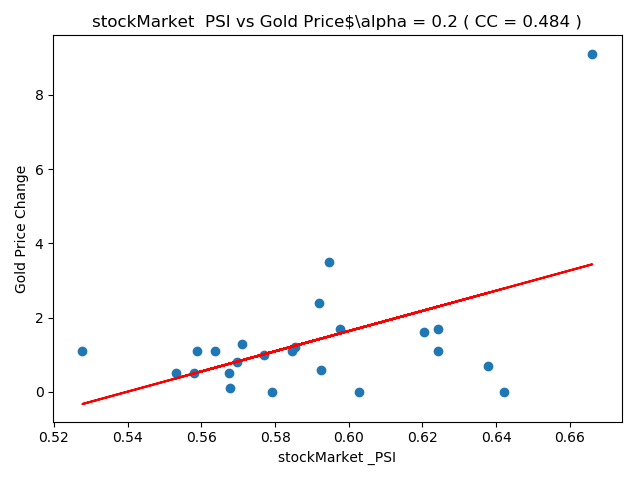 stockMarket  PSI vs Gold Price$\alpha = 0.2 ( CC = 0.484 )
Gold Price Change
8
6
4
2
0
0.52 0.54 0.56 0.58 0.60 0.62 0.64 0.66
stockMarket _PSI